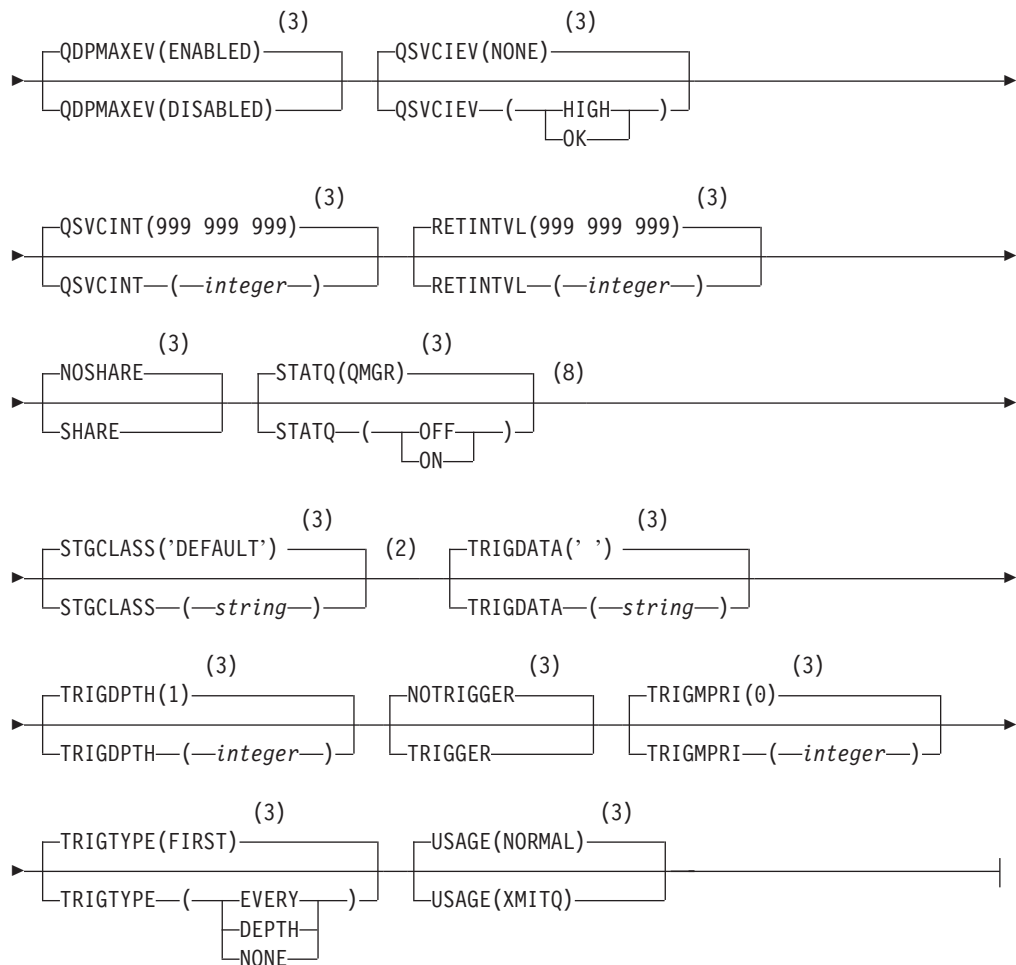 (3) (3)
QDPMAXEV(ENABLED) QSVCIEV(NONE)
QDPMAXEV(DISABLED) QSVCIEV ( HIGH )
OK
(3) (3)
QSVCINT(999 999 999) RETINTVL(999 999 999)
QSVCINT ( integer ) RETINTVL ( integer )
(3) (3)
NOSHARE STATQ(QMGR) (8)
SHARE STATQ ( OFF )
ON
(3) (3)
STGCLASS('DEFAULT') (2) TRIGDATA(' ')
STGCLASS ( string ) TRIGDATA ( string )
(3) (3) (3)
TRIGDPTH(1) NOTRIGGER TRIGMPRI(0)
TRIGDPTH ( integer ) TRIGGER TRIGMPRI ( integer )
(3) (3)
TRIGTYPE(FIRST) USAGE(NORMAL)
TRIGTYPE ( EVERY ) USAGE(XMITQ)
DEPTH
NONE